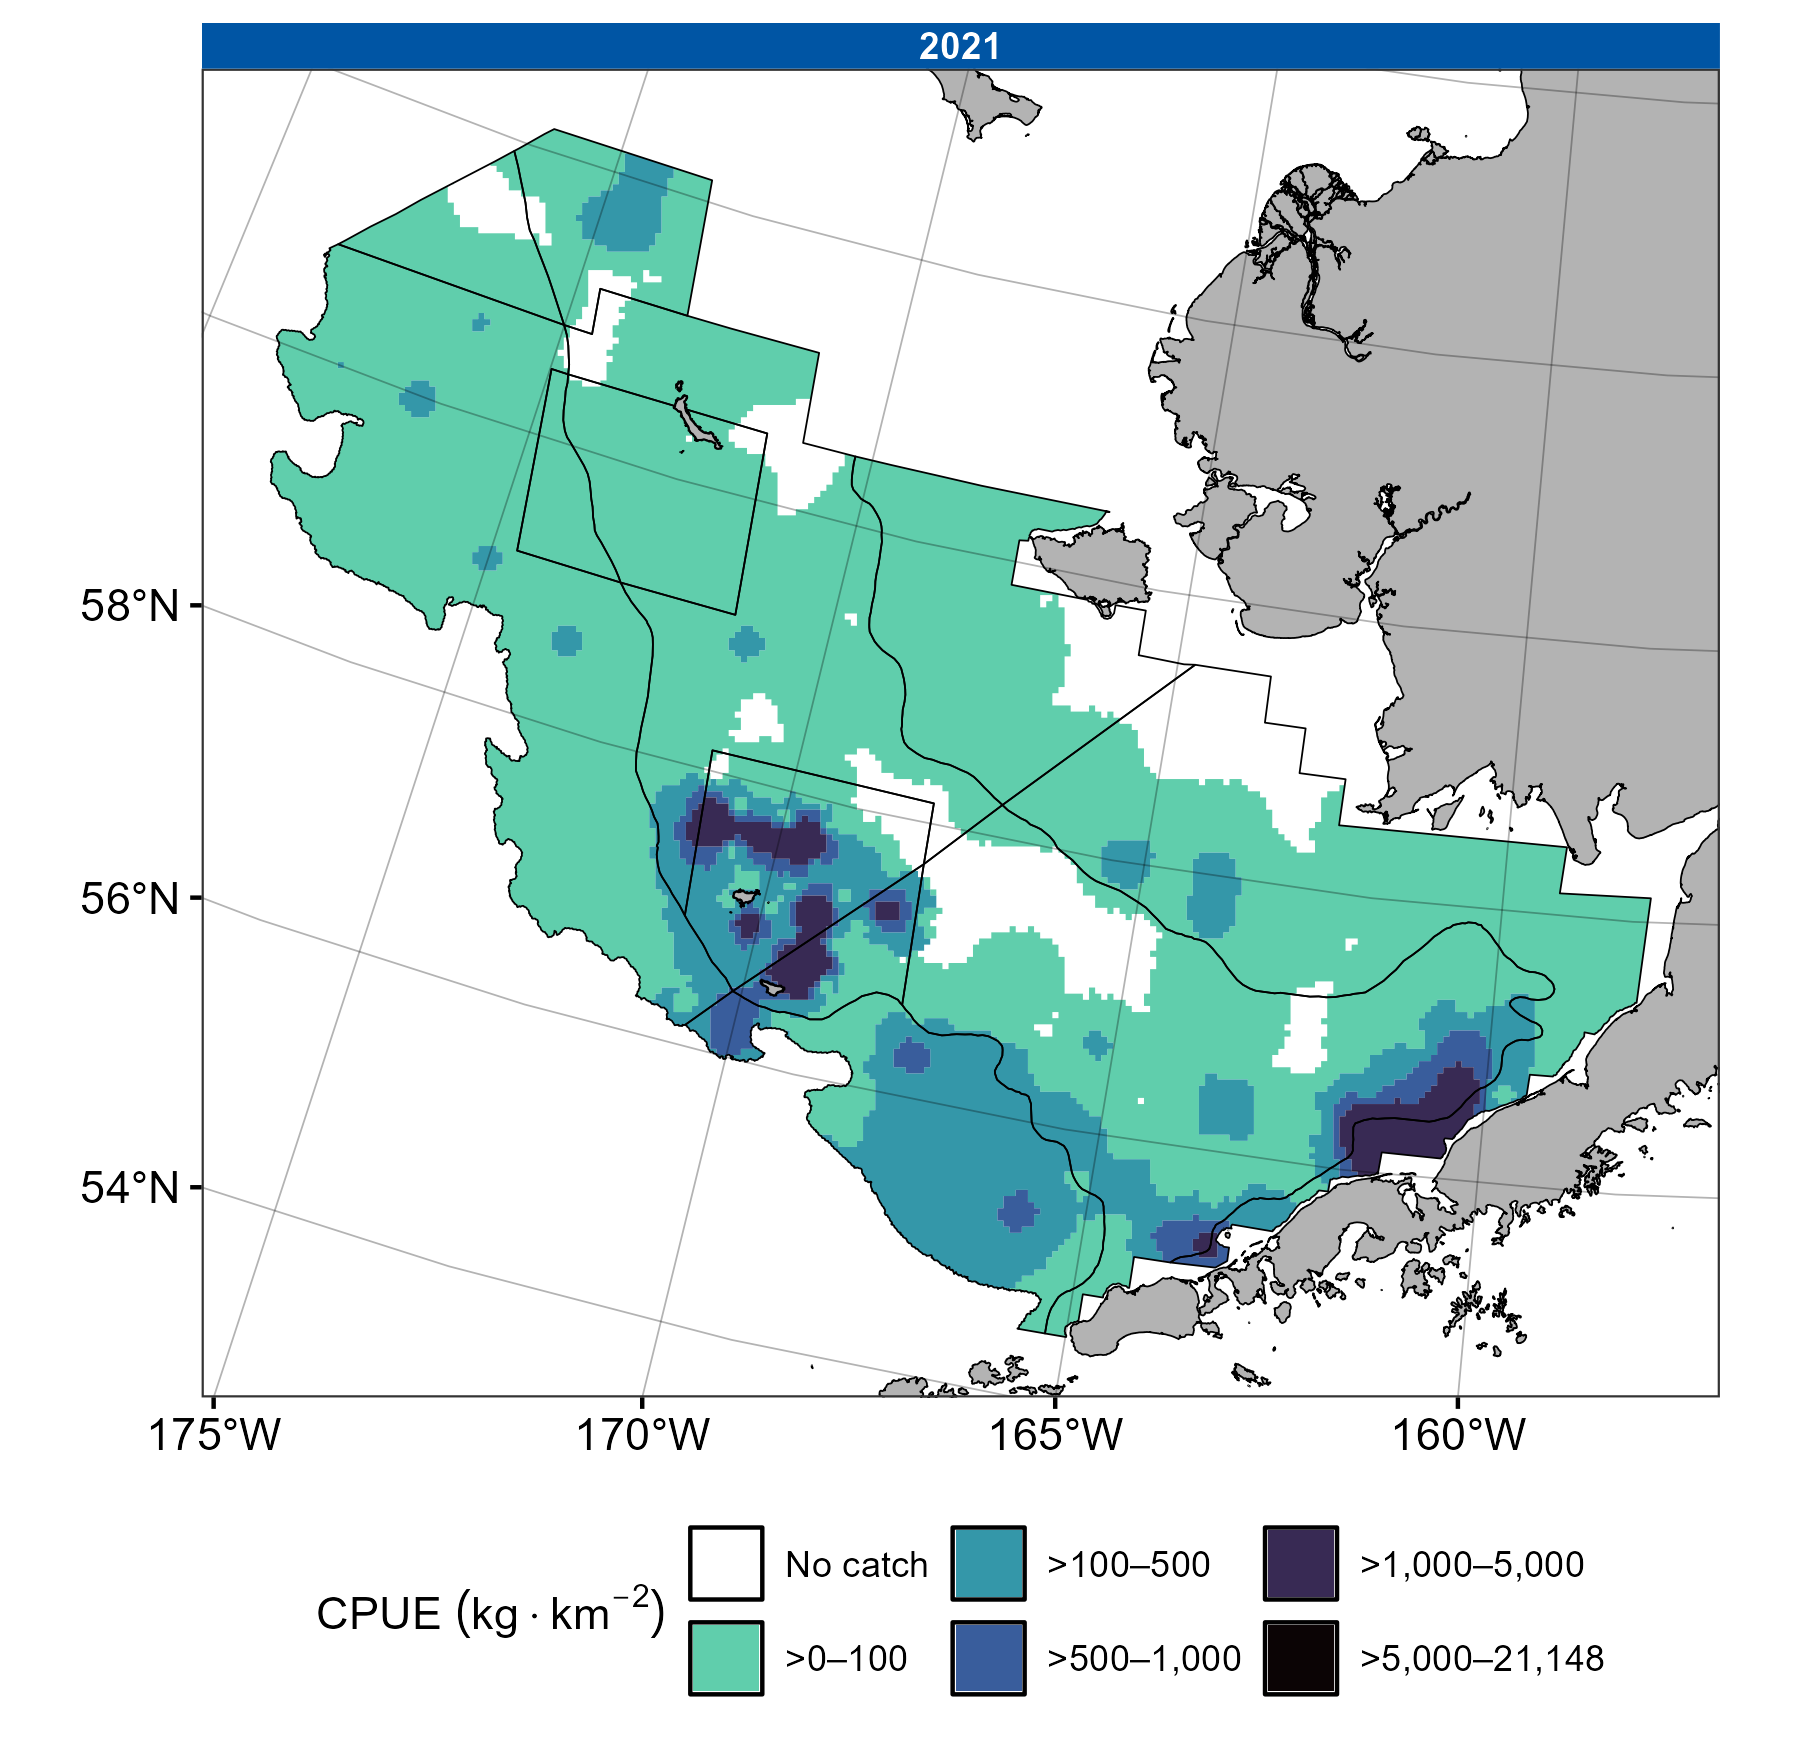 2021
58°N
56°N
54°N
175°W 170°W 165°W 160°W
CPUE (kg · km⁻²)
No catch
>0–100
>100–500
>500–1,000
>1,000–5,000
>5,000–21,148